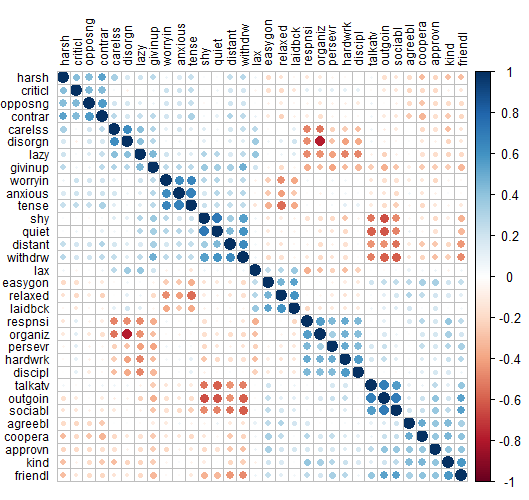 harsh criticl opposng contrar carelss disorgn lazy givinup worryin anxious tense shy quiet distant withdrw lax easygon relaxed laidbck respnsi organiz persevr hardwrk discipl talkatv outgoin sociabl agreebl coopera approvn kind friendl
harsh
criticl
opposng
contrar
carelss
disorgn
lazy
givinup
worryin
anxious
tense
shy
quiet
distant
withdrw
lax
easygon
relaxed
laidbck
respnsi
organiz
persevr
hardwrk
discipl
talkatv
outgoin
sociabl
agreebl
coopera
approvn
kind
friendl
1
0.8
0.6
0.4
0.2
0
-0.2
-0.4
-0.6
-0.8
-1